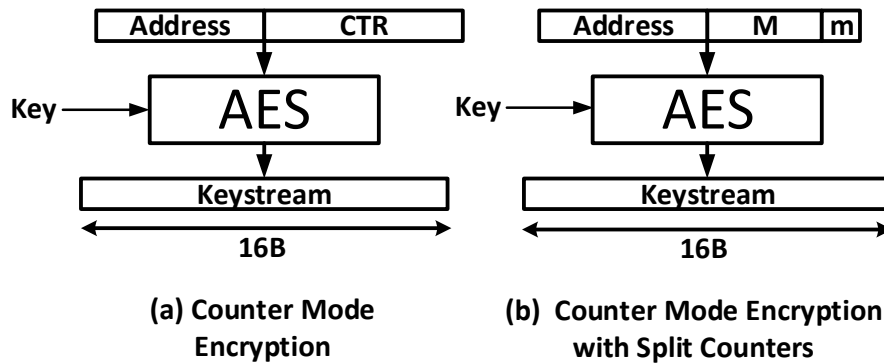 Address CTR
Key AES
Keystream
16B
(a) Counter Mode
Encryption
Address M m
Key AES
Keystream
16B
(b) Counter Mode Encryption
with Split Counters